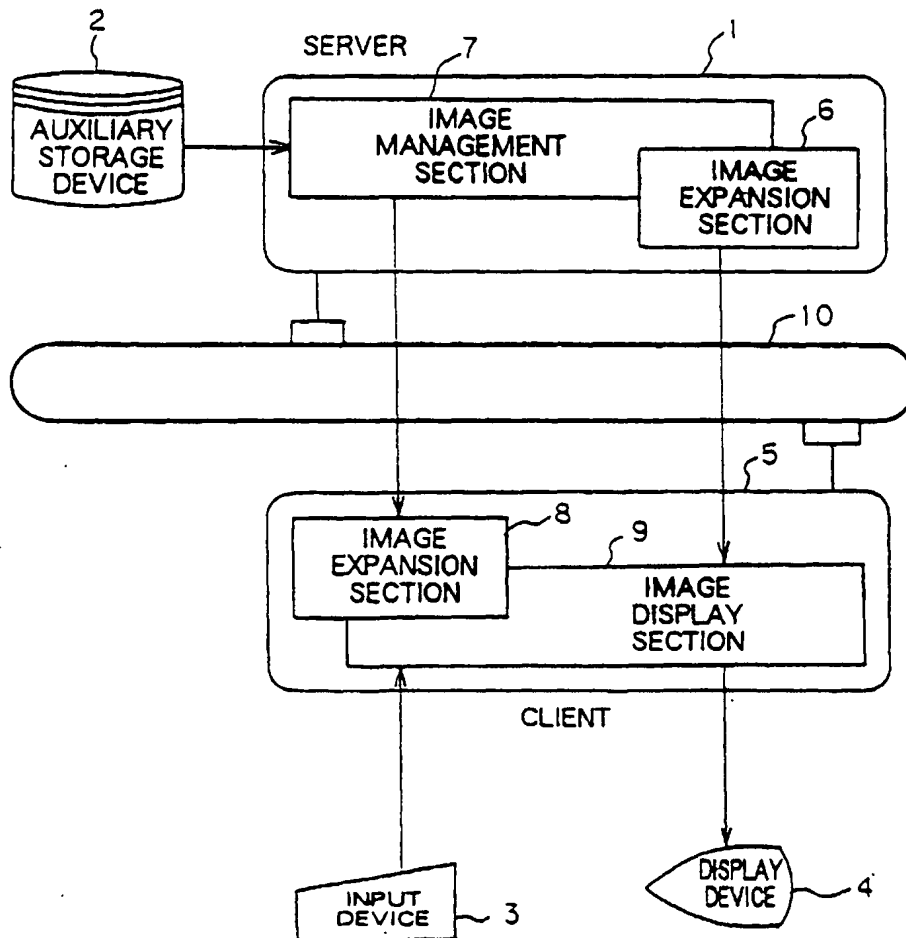 2
SERVER
1
7
AUXILIARY
STORAGE
DEVICE
IMAGE
MANAGEMENT
SECTION
6
IMAGE
EXPANSION
SECTION
10
5
8
IMAGE
EXPANSION
SECTION
9
IMAGE
DISPLAY
SECTION
CLIENT
INPUT
DEVICE
3
DISPLAY
DEVICE
4